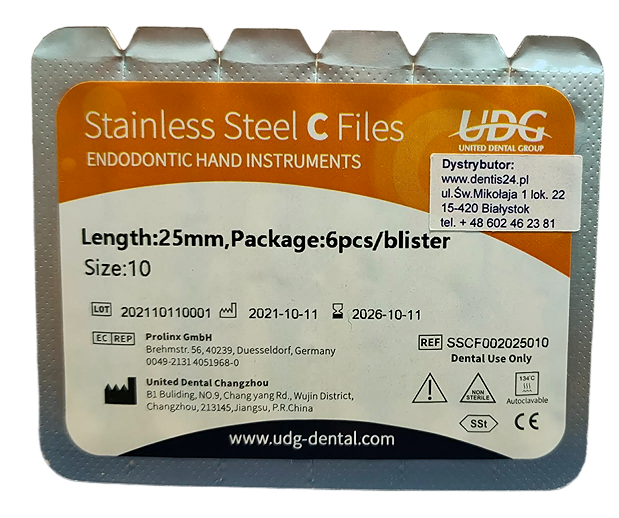 Stainless Steel C Files
ENDODONTIC HAND INSTRUMENTS
UDG
UNITED DENTAL GROUP
Dystrybutor:
www.dentis24.pl
ul.Św.Mikołaja 1 lok. 22
15-420 Białystok
tel. + 48 602 46 23 81
Length:25mm,Package:6pcs/blister
Size:10
LOT 202110110001 2021-10-11 2026-10-11
EC REP Prolinx GmbH
Brehmstr. 56, 40239, Duesseldorf, Germany
0049-2131 4051968-0
REF SSCF002025010
Dental Use Only
United Dental Changzhou
B1 Buliding, NO.9, Chang yang Rd., Wujin District,
Changzhou, 213145,Jiangsu, P.R.China
NON
STERILE
134°C
Autoclavable
SSt
CE
www.udg-dental.com